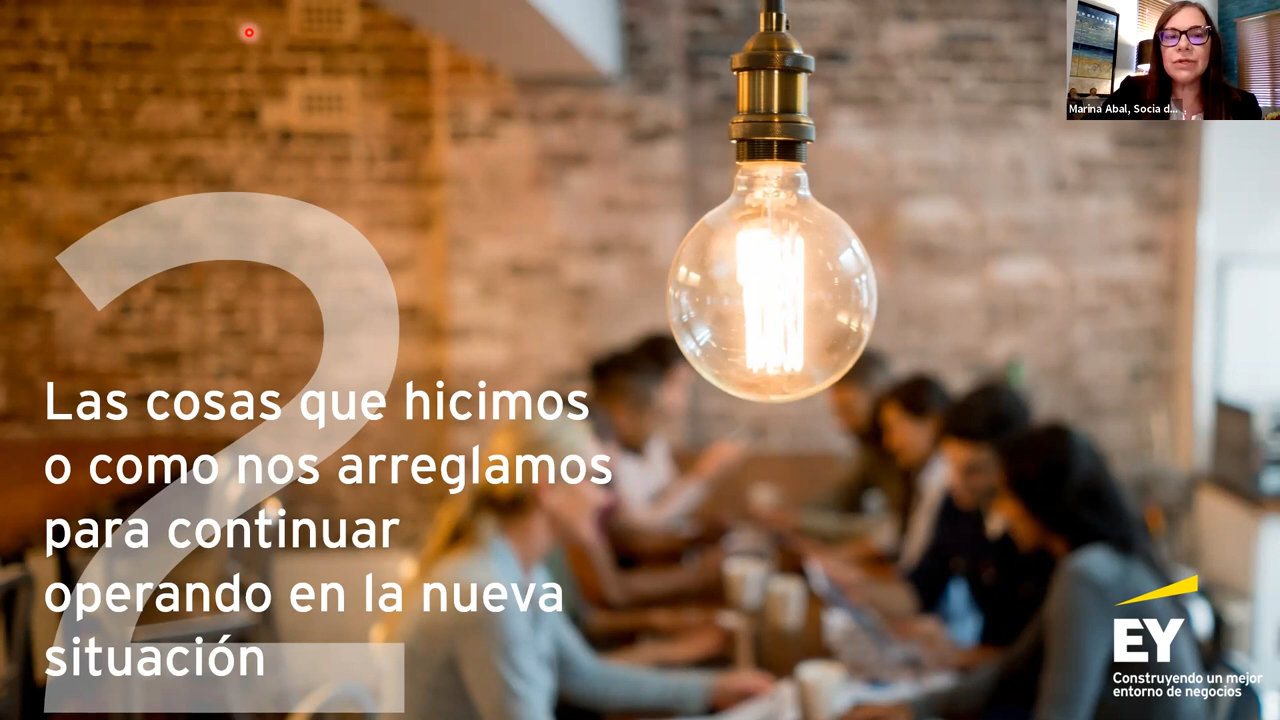 Marina Abal, Socia d...
2
Las cosas que hicimos
o como nos arreglamos
para continuar
operando en la nueva
situación
EY
Construyendo un mejor
entorno de negocios